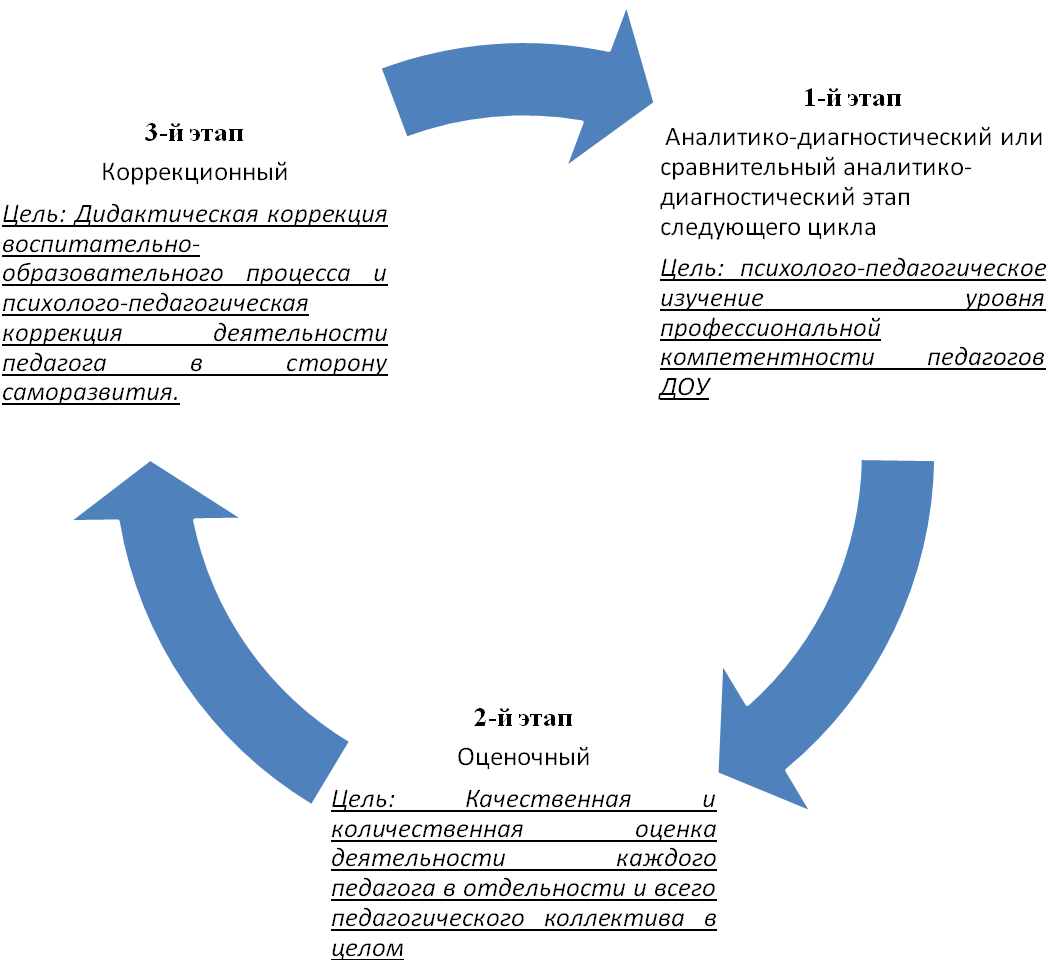 1-й этап
Аналитико-диагностический или
сравнительный аналитико-
диагностический этап
следующего цикла
Цель: психолого-педагогическое
изучение уровня
профессиональной
компетентности педагогов
ДОУ
2-й этап
Оценочный
Цель: Качественная и
количественная оценка
деятельности каждого
педагога в отдельности и всего
педагогического коллектива в
целом
3-й этап
Коррекционный
Цель: Дидактическая коррекция
воспитательно-
образовательного процесса и
психолого-педагогическая
коррекция деятельности
педагога в сторону
саморазвития.